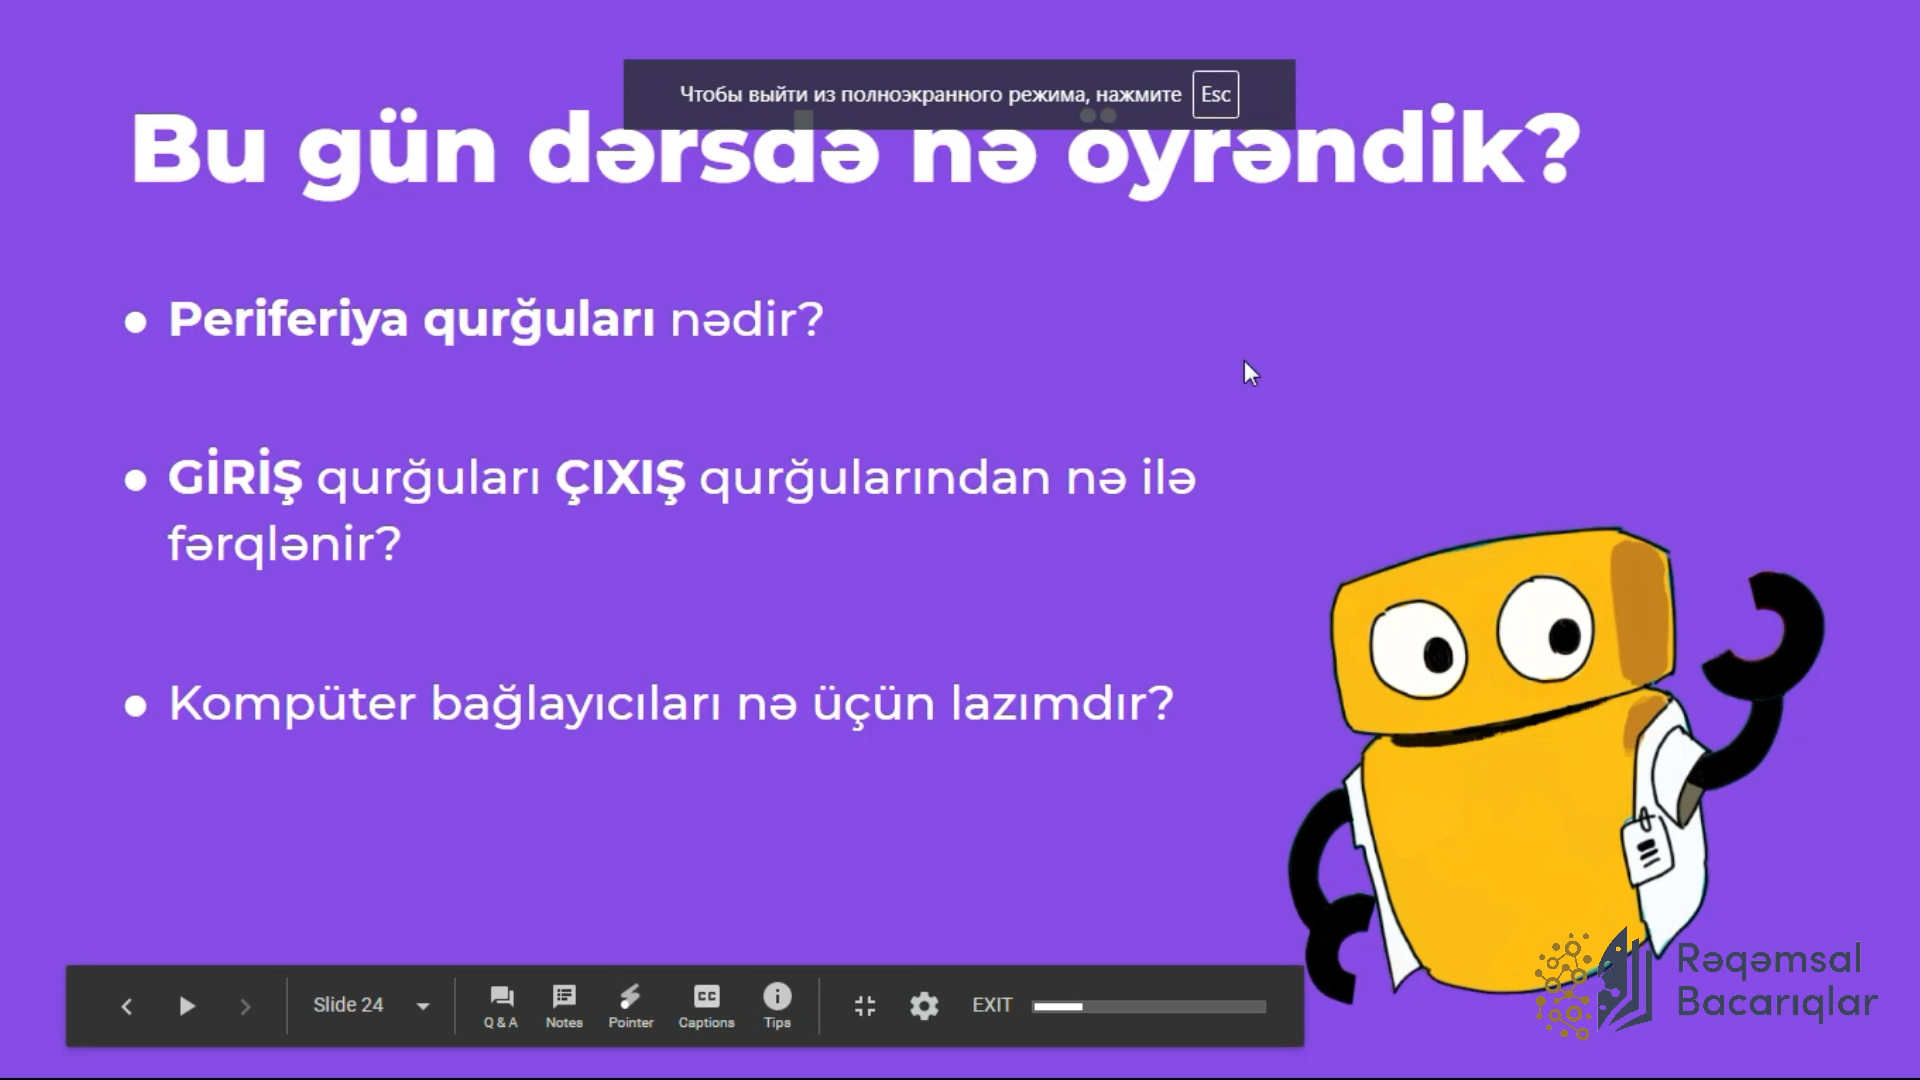 Чтобы выйти из полноэкранного режима, нажмите Esc
Bu gün dərsdə nə öyrəndik?
● Periferiya qurğuları nədir?
● GİRİŞ qurğuları ÇIXIŞ qurğularından nə ilə
fərqlənir?
● Kompüter bağlayıcıları nə üçün lazımdır?
Slide 24
Q & A
Notes
Pointer
CC
Captions
Tips
EXIT
Rəqəmsal
Bacarıqlar